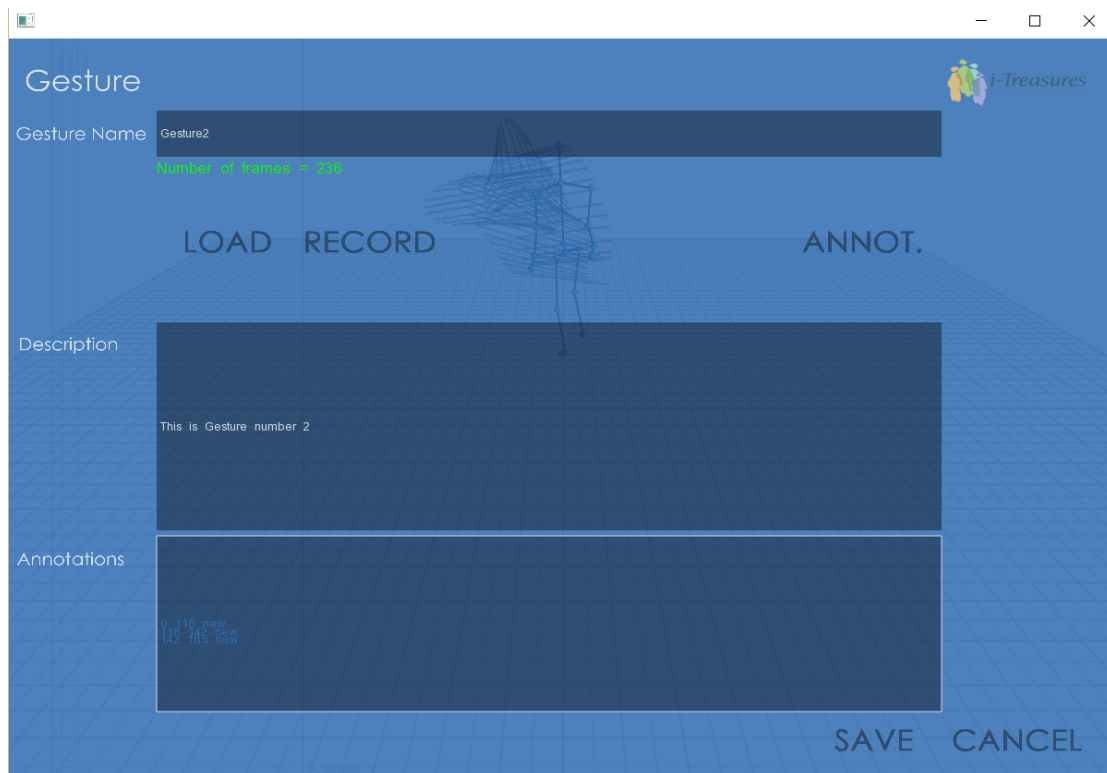 Gesture
i-Treasures
Gesture Name
Gesture2
Number of frames = 236
LOAD RECORD ANNOT.
Description
This is Gesture number 2
Annotations
0 118 new
118 142 new
142 185 new
SAVE CANCEL